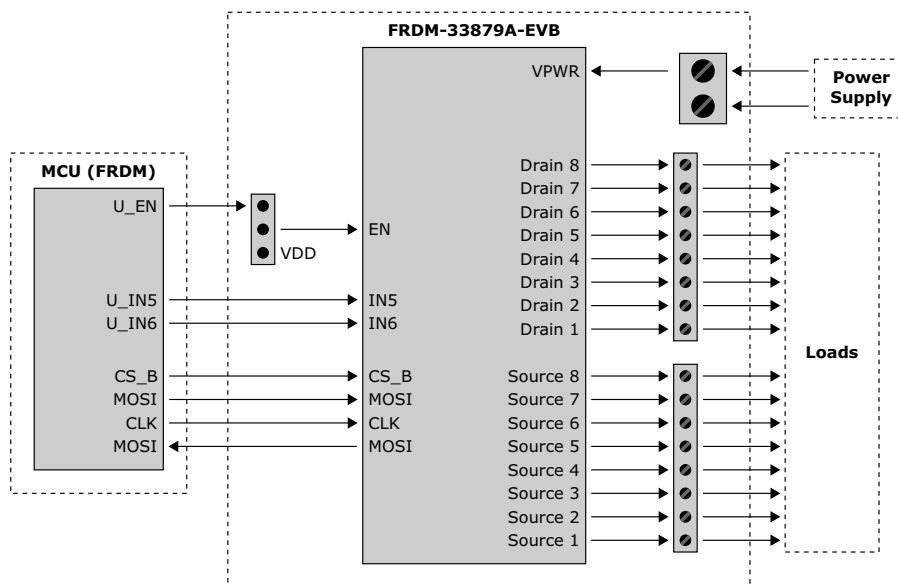 FRDM-33879A-EVB
VPWR
Power
Supply
MCU (FRDM)
U_EN
EN
VDD
U_IN5
U_IN6
IN5
IN6
CS_B
MOSI
CLK
MOSI
CS_B
MOSI
CLK
MOSI
Drain 8
Drain 7
Drain 6
Drain 5
Drain 4
Drain 3
Drain 2
Drain 1
Source 8
Source 7
Source 6
Source 5
Source 4
Source 3
Source 2
Source 1
Loads